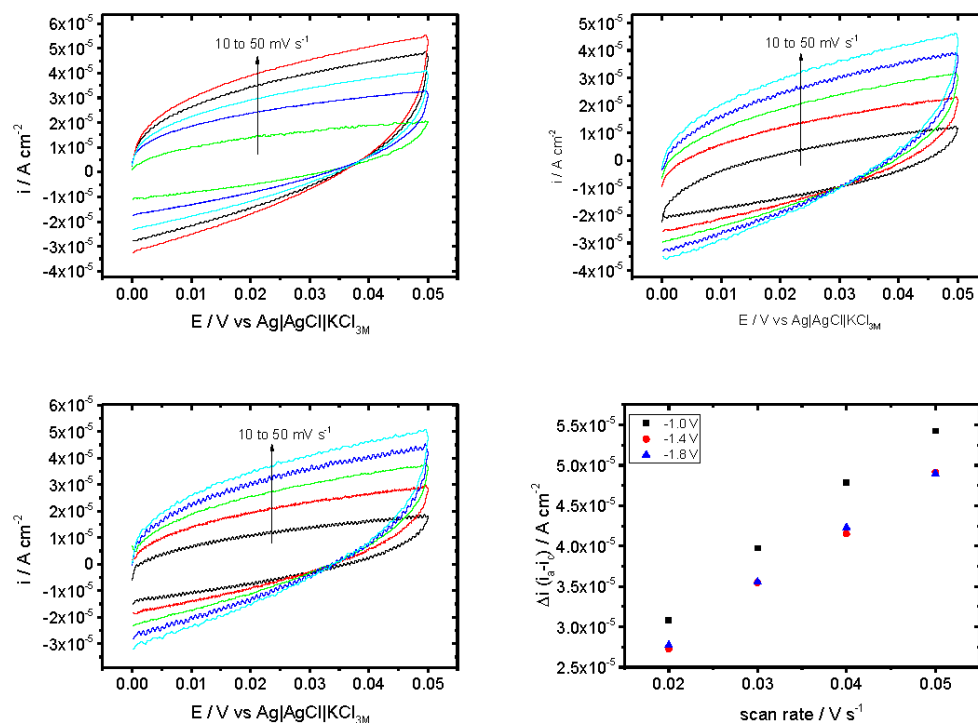 6x10⁻⁵
5x10⁻⁵
4x10⁻⁵
3x10⁻⁵
2x10⁻⁵
1x10⁻⁵
0
-1x10⁻⁵
-2x10⁻⁵
-3x10⁻⁵
-4x10⁻⁵
i / A cm⁻²
10 to 50 mV s⁻¹
0.00 0.01 0.02 0.03 0.04 0.05
E / V vs Ag|AgCl|KCl₃M
5x10⁻⁵
4x10⁻⁵
3x10⁻⁵
2x10⁻⁵
1x10⁻⁵
0
-1x10⁻⁵
-2x10⁻⁵
-3x10⁻⁵
-4x10⁻⁵
i / A cm⁻²
10 to 50 mV s⁻¹
0.00 0.01 0.02 0.03 0.04 0.05
E / V vs Ag|AgCl|KCl₃M
6x10⁻⁵
5x10⁻⁵
4x10⁻⁵
3x10⁻⁵
2x10⁻⁵
1x10⁻⁵
0
-1x10⁻⁵
-2x10⁻⁵
-3x10⁻⁵
i / A cm⁻²
10 to 50 mV s⁻¹
0.00 0.01 0.02 0.03 0.04 0.05
E / V vs Ag|AgCl|KCl₃M
5.5x10⁻⁵
5.0x10⁻⁵
4.5x10⁻⁵
4.0x10⁻⁵
3.5x10⁻⁵
3.0x10⁻⁵
2.5x10⁻⁵
Δi (iₐ-i꜀) / A cm⁻²
-1.0 V
-1.4 V
-1.8 V
0.02 0.03 0.04 0.05
scan rate / V s⁻¹